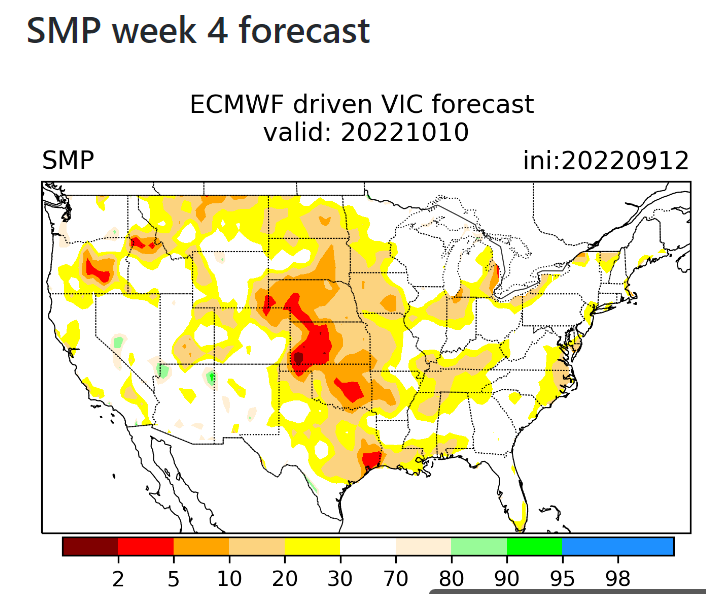 SMP week 4 forecast
ECMWF driven VIC forecast
valid: 20221010
SMP ini:20220912
2 5 10 20 30 70 80 90 95 98